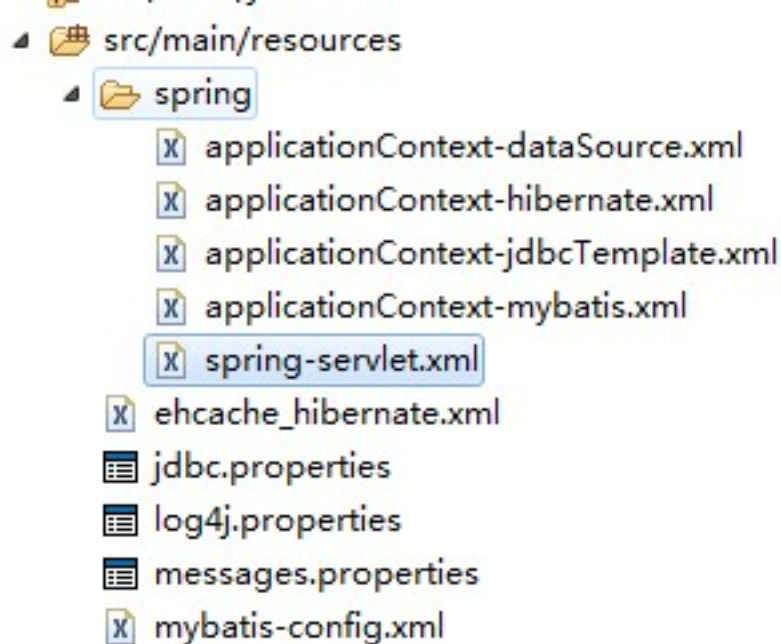 src/main/resources
spring
applicationContext-dataSource.xml
applicationContext-hibernate.xml
applicationContext-jdbcTemplate.xml
applicationContext-mybatis.xml
spring-servlet.xml
ehcache_hibernate.xml
jdbc.properties
log4j.properties
messages.properties
mybatis-config.xml